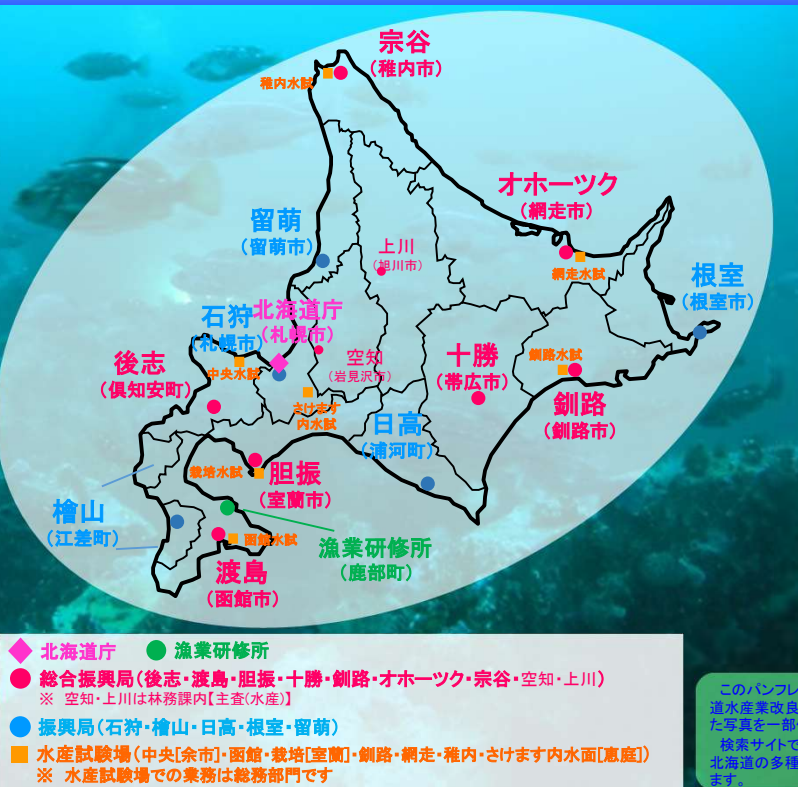 宗谷
（稚内市）
稚内水試
オホーツク
（網走市）
網走水試
留萌
（留萌市）
上川
（旭川市）
根室
（根室市）
石狩
（札幌市）
北海道庁
（札幌市）
中央水試
後志
（倶知安町）
空知
（岩見沢市）
十勝
（帯広市）
釧路水試
釧路
（釧路市）
さけます
内水試
日高
（浦河町）
栽培水試
胆振
（室蘭市）
檜山
（江差町）
函館水試
漁業研修所
（鹿部町）
渡島
（函館市）
北海道庁 漁業研修所
総合振興局（後志・渡島・胆振・十勝・釧路・オホーツク・宗谷・空知・上川）
※ 空知・上川は林務課内【主査（水産）】
振興局（石狩・檜山・日高・根室・留萌）
水産試験場（中央[余市]・函館・栽培[室蘭]・釧路・網走・稚内・さけます内水面[恵庭]）
※ 水産試験場での業務は総務部門です
このパンフレ
道水産業改良
た写真を一部
検索サイトで
北海道の多種
ます。